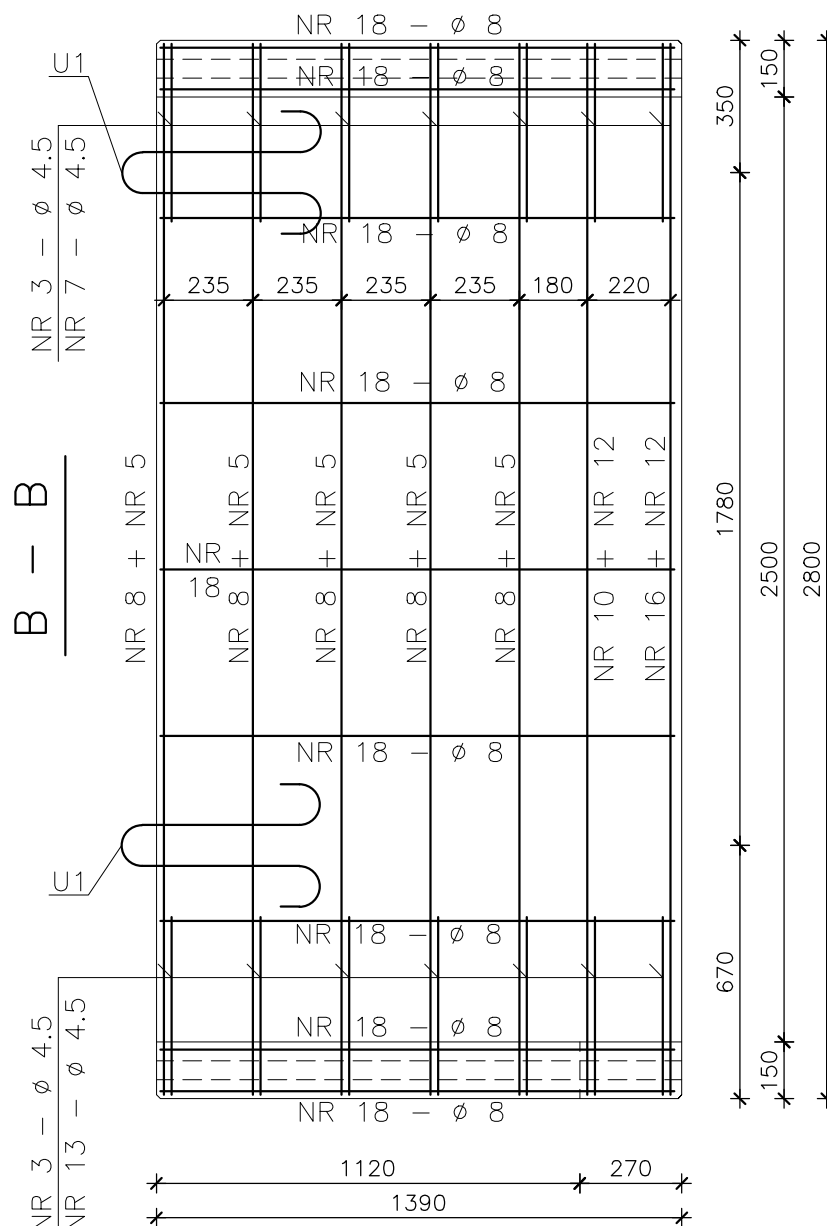 NR 18 - ø 8
U1
NR 18 - ø 8
150
350
NR 3 - ø 4.5
NR 7 - ø 4.5
NR 18 - ø 8
235
235
235
235
180
220
NR 18 - ø 8
B - B
NR 8 + NR 5
NR 8 + NR 5
NR 8 + NR 5
NR 8 + NR 5
NR 8 + NR 5
NR 10 + NR 12
NR 16 + NR 12
NR
18
1780
2500
2800
NR 18 - ø 8
U1
NR 18 - ø 8
670
NR 3 - ø 4.5
NR 13 - ø 4.5
NR 18 - ø 8
150
NR 18 - ø 8
1120
270
1390